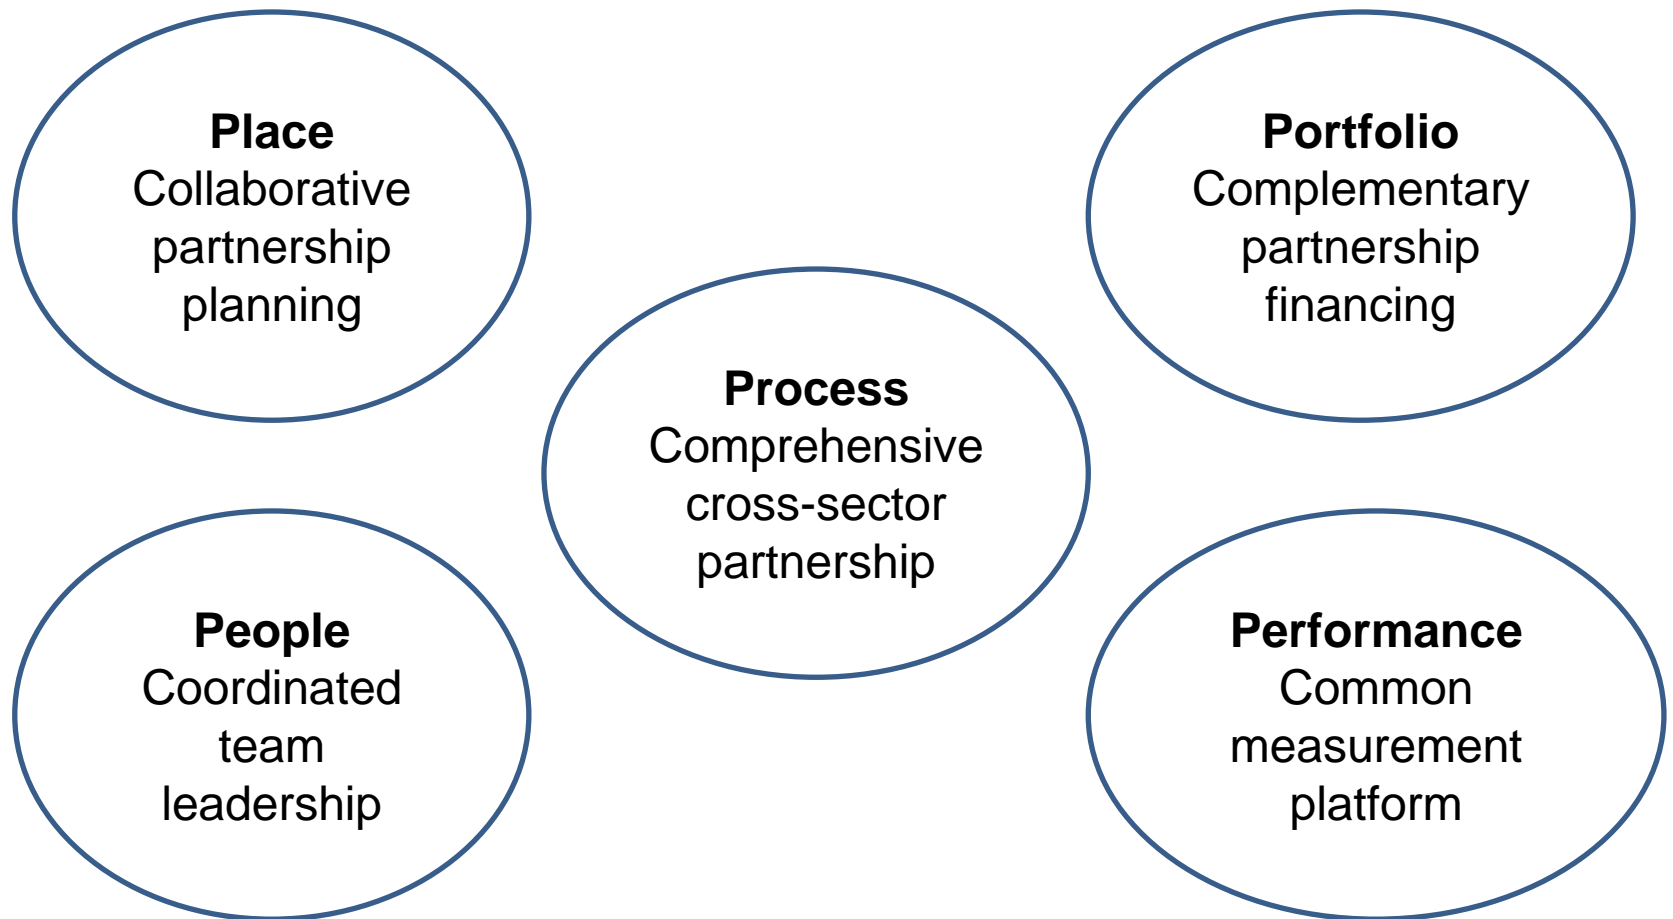 Place
Collaborative
partnership
planning
Portfolio
Complementary
partnership
financing
Process
Comprehensive
cross-sector
partnership
People
Coordinated
team
leadership
Performance
Common
measurement
platform